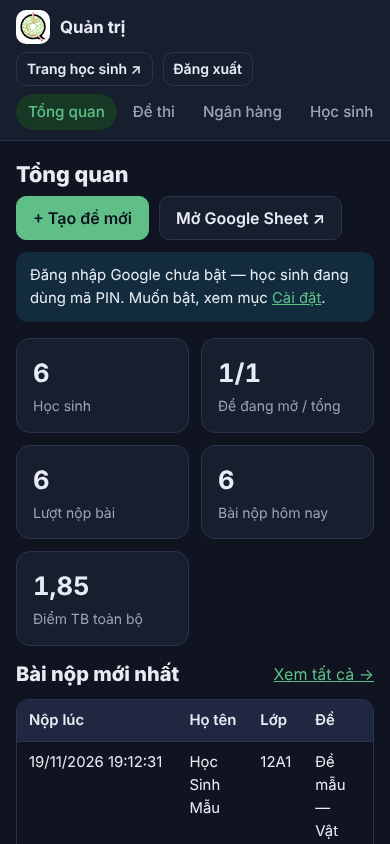 Quản trị
Trang học sinh ↗ Đăng xuất
Tổng quan Đề thi Ngân hàng Học sinh
Tổng quan
+ Tạo đề mới Mở Google Sheet ↗
Đăng nhập Google chưa bật — học sinh đang
dùng mã PIN. Muốn bật, xem mục Cài đặt.
6 1/1
Học sinh Đề đang mở / tổng
6 6
Lượt nộp bài Bài nộp hôm nay
1,85
Điểm TB toàn bộ
Bài nộp mới nhất Xem tất cả →
Nộp lúc Họ tên Lớp Đề
19/11/2026 19:12:31 Học 12A1 Đề
Sinh mẫu
Mẫu —
Vật